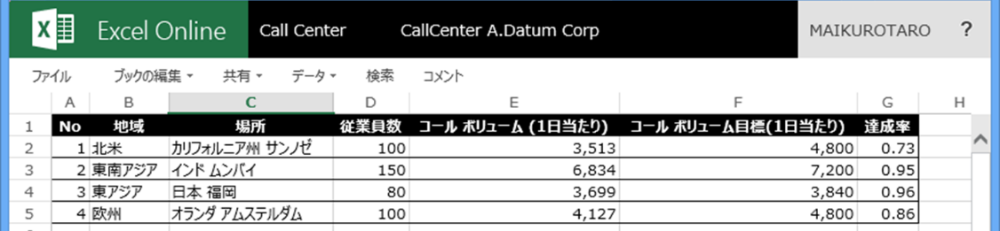 Excel Online Call Center CallCenter A.Datum Corp MAIKUROTARO ?
ファイル ブックの編集 共有 データ 検索 コメント
A B C D E F G H
1 No 地域 場所 従業員数 コール ボリューム (1日当たり) コール ボリューム目標(1日当たり) 達成率
2 1 北米 カリフォルニア州 サンノゼ 100 3,513 4,800 0.73
3 2 東南アジア インド ムンバイ 150 6,834 7,200 0.95
4 3 東アジア 日本 福岡 80 3,699 3,840 0.96
5 4 欧州 オランダ アムステルダム 100 4,127 4,800 0.86